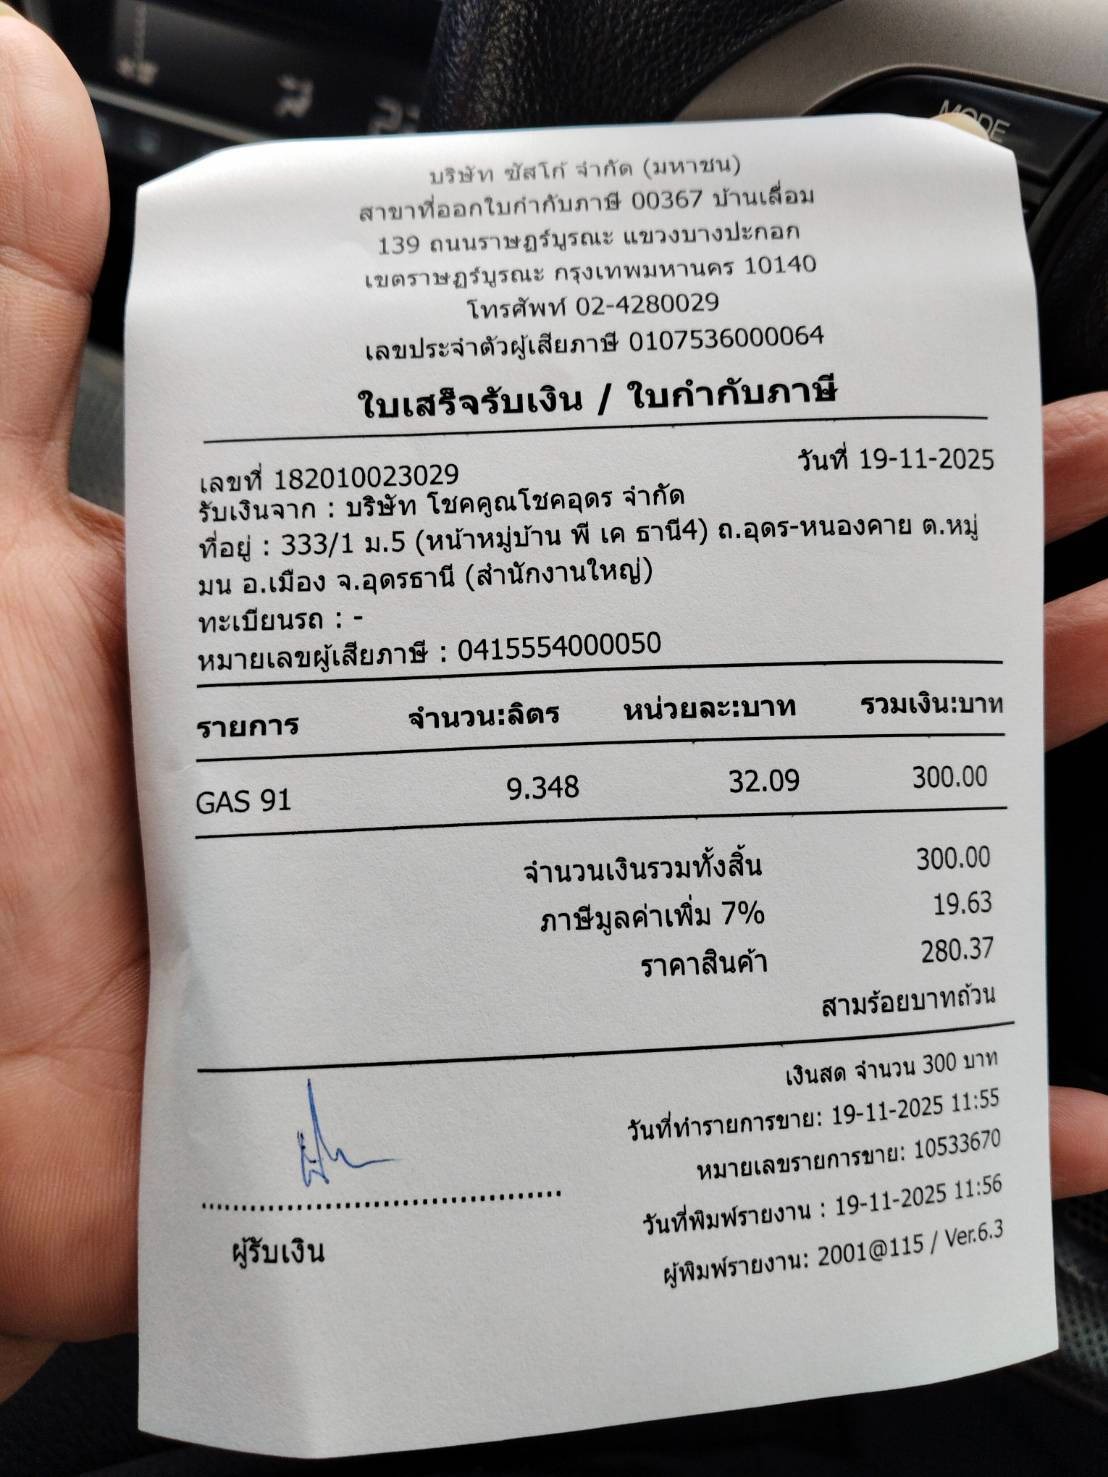 MODE
บริษัท ซัสโก้ จำกัด (มหาชน)
สาขาที่ออกใบกำกับภาษี 00367 บ้านเลื่อม
139 ถนนราษฎร์บูรณะ แขวงบางปะกอก
เขตราษฎร์บูรณะ กรุงเทพมหานคร 10140
โทรศัพท์ 02-4280029
เลขประจำตัวผู้เสียภาษี 0107536000064
ใบเสร็จรับเงิน / ใบกำกับภาษี
เลขที่ 182010023029 วันที่ 19-11-2025
รับเงินจาก : บริษัท โชคคูณโชคอุดร จำกัด
ที่อยู่ : 333/1 ม.5 (หน้าหมู่บ้าน พี เค ธานี4) ถ.อุดร-หนองคาย ต.หมู
มน อ.เมือง จ.อุดรธานี (สำนักงานใหญ่)
ทะเบียนรถ : -
หมายเลขผู้เสียภาษี : 0415554000050
รายการ จำนวน:ลิตร หน่วยละ:บาท รวมเงิน:บาท
GAS 91 9.348 32.09 300.00
จำนวนเงินรวมทั้งสิ้น 300.00
ภาษีมูลค่าเพิ่ม 7% 19.63
ราคาสินค้า 280.37
สามร้อยบาทถ้วน
เงินสด จำนวน 300 บาท
วันที่ทำรายการขาย: 19-11-2025 11:55
หมายเลขรายการขาย: 10533670
วันที่พิมพ์รายงาน : 19-11-2025 11:56
ผู้พิมพ์รายงาน: 2001@115 / Ver.6.3
ผู้รับเงิน